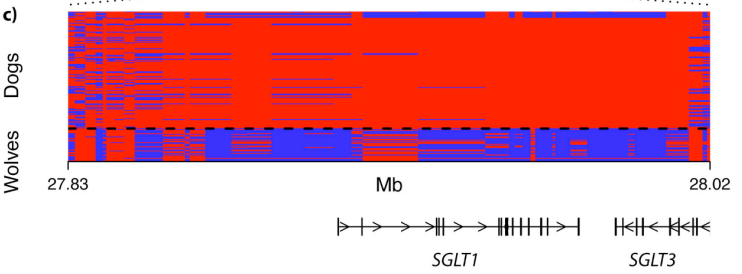 c)
Dogs
Wolves
27.83 Mb 28.02
SGLT1 SGLT3